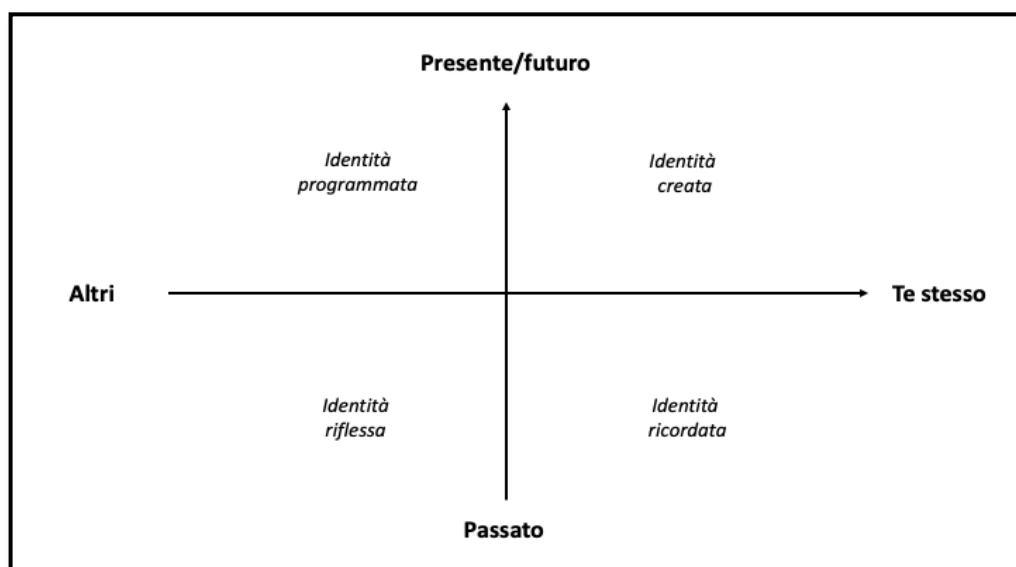 Presente/futuro
Identità
programmata
Identità
creata
Altri
Te stesso
Identità
riflessa
Identità
ricordata
Passato